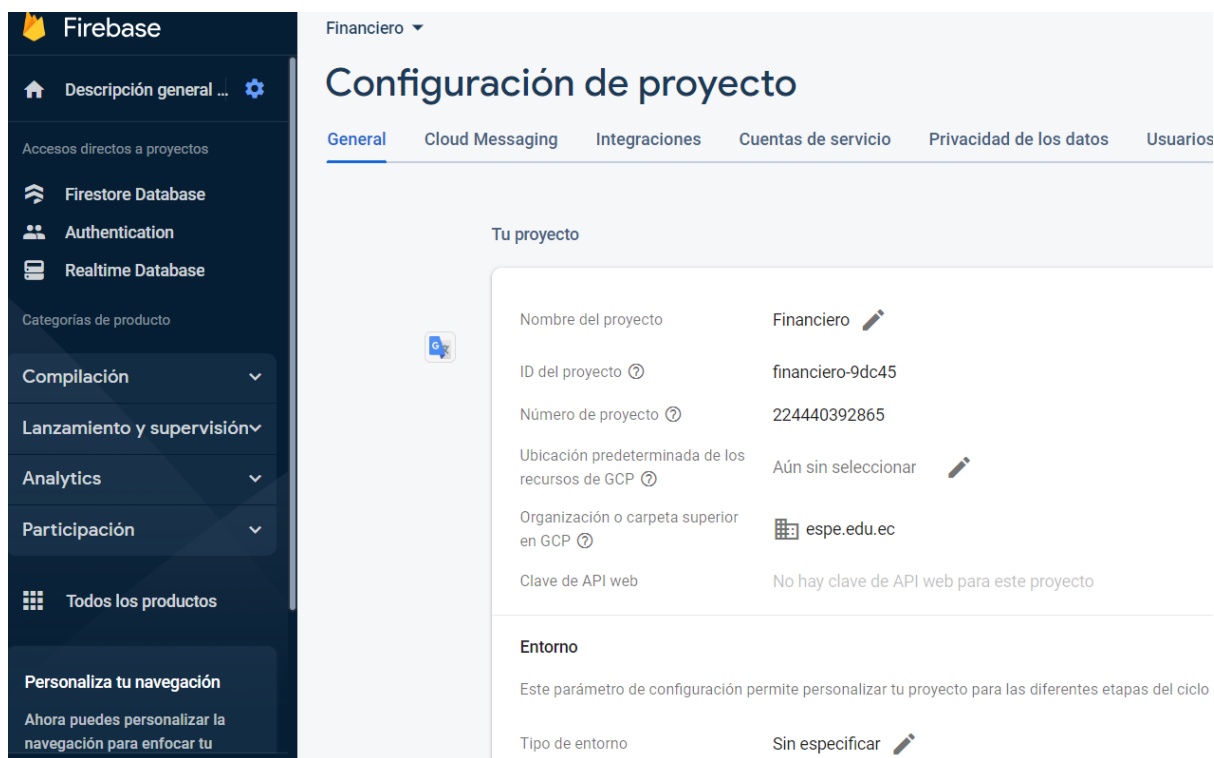 Firebase
Descripción general ...
Accesos directos a proyectos
Firestore Database
Authentication
Realtime Database
Categorías de producto
Compilación
Lanzamiento y supervisión
Analytics
Participación
Todos los productos
Personaliza tu navegación
Ahora puedes personalizar la
navegación para enfocar tu
Financiero
Configuración de proyecto
General Cloud Messaging Integraciones Cuentas de servicio Privacidad de los datos Usuarios
Tu proyecto
Nombre del proyecto Financiero
ID del proyecto financiero-9dc45
Número de proyecto 224440392865
Ubicación predeterminada de los
recursos de GCP Aún sin seleccionar
Organización o carpeta superior
en GCP espe.edu.ec
Clave de API web No hay clave de API web para este proyecto
Entorno
Este parámetro de configuración permite personalizar tu proyecto para las diferentes etapas del ciclo
Tipo de entorno Sin especificar